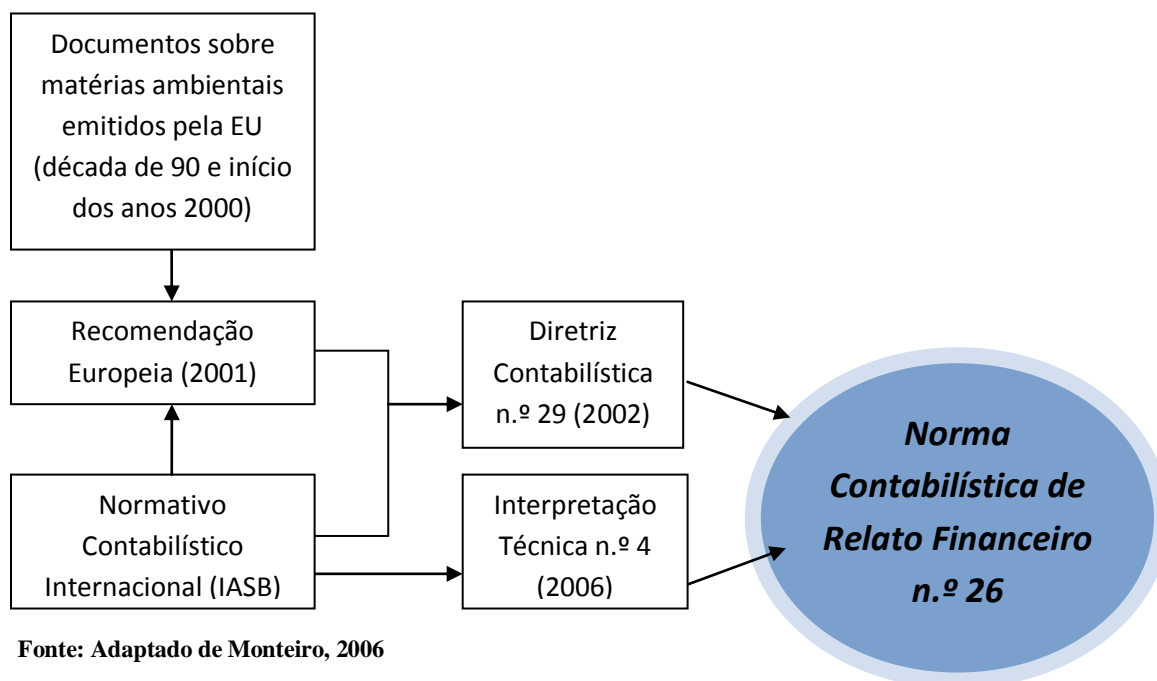 Documentos sobre
matérias ambientais
emitidos pela EU
(década de 90 e início
dos anos 2000)
Recomendação
Europeia (2001)
Diretriz
Contabilística
n.º 29 (2002)
Normativo
Contabilístico
Internacional (IASB)
Interpretação
Técnica n.º 4
(2006)
Norma
Contabilística de
Relato Financeiro
n.º 26
Fonte: Adaptado de Monteiro, 2006